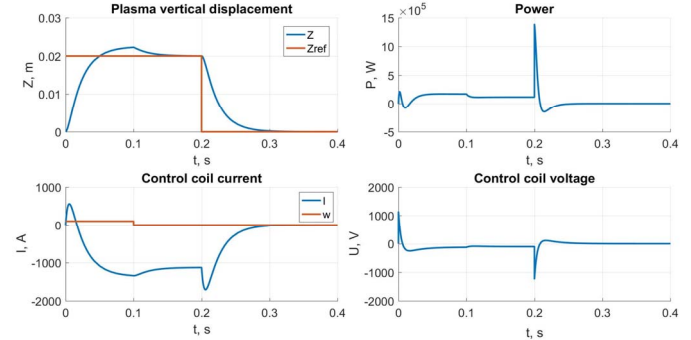 Plasma vertical displacement
0.03
0.02
0.01
0
Z, m
Z
Zref
0 0.1 0.2 0.3 0.4
t, s
Power
×10⁵
15
10
5
0
-5
P, W
0 0.1 0.2 0.3 0.4
t, s
Control coil current
1000
0
-1000
-2000
I, A
I
w
0 0.1 0.2 0.3 0.4
t, s
Control coil voltage
2000
1000
0
-1000
-2000
U, V
0 0.1 0.2 0.3 0.4
t, s